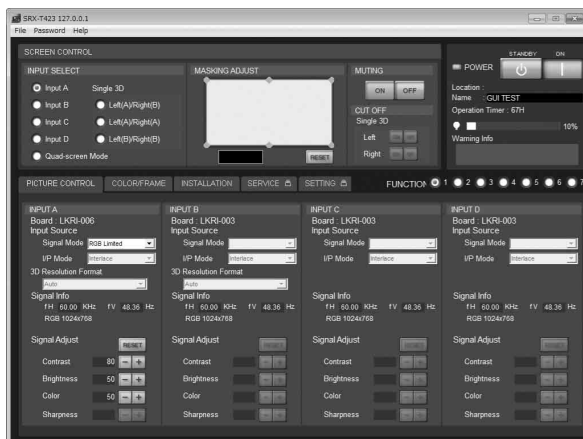 SRX-T423 127.0.0.1
File Password Help
SCREEN CONTROL
INPUT SELECT
Input A
Single 3D
Input B
Left(A)/Right(B)
Input C
Left(A)/Right(A)
Input D
Left(B)/Right(B)
Quad-screen Mode
MASKING ADJUST
RESET
MUTING
ON OFF
CUT OFF
Single 3D
Left
Right
STANDBY ON
POWER
Location :
Name : GUI TEST
Operation Timer : 67H
10%
Warning Info
PICTURE CONTROL COLOR/FRAME INSTALLATION SERVICE SETTING FUNCTION 1 2 3 4 5 6 7
INPUT A
Board : LKRI-006
Input Source
Signal Mode RGB Limited
I/P Mode Interlace
3D Resolution Format
Auto
Signal Info
fH 60.00 KHz fV 48.36 Hz
RGB 1024x768
Signal Adjust RESET
Contrast 80 - +
Brightness 50 - +
Color 50 - +
Sharpness - +
INPUT B
Board : LKRI-003
Input Source
Signal Mode
I/P Mode Interlace
3D Resolution Format
Auto
Signal Info
fH 60.00 KHz fV 48.36 Hz
RGB 1024x768
Signal Adjust RESET
Contrast - +
Brightness - +
Color - +
Sharpness - +
INPUT C
Board : LKRI-003
Input Source
Signal Mode
I/P Mode Interlace
Signal Info
fH 60.00 KHz fV 48.36 Hz
RGB 1024x768
Signal Adjust RESET
Contrast - +
Brightness - +
Color - +
Sharpness - +
INPUT D
Board : LKRI-003
Input Source
Signal Mode
I/P Mode Interlace
Signal Info
fH 60.00 KHz fV 48.36 Hz
RGB 1024x768
Signal Adjust RESET
Contrast - +
Brightness - +
Color - +
Sharpness - +